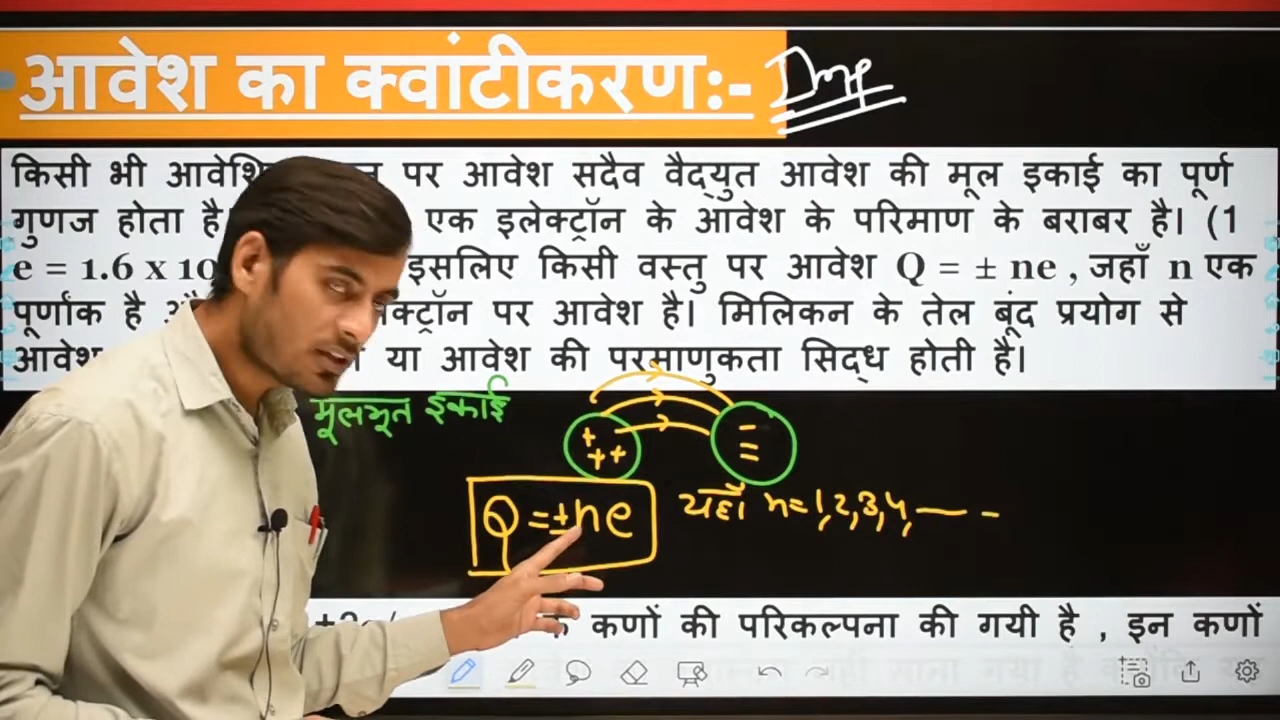 आवेश का क्वांटीकरण:- Imp
किसी भी पर आवेश सदैव वैद्युत आवेश की मूल इकाई का पूर्ण
गुणज होता है। एक इलेक्ट्रॉन के आवेश के परिमाण के बराबर है। (1
e = 1.6 x 10 इसलिए किसी वस्तु पर आवेश Q = ± ne , जहाँ n एक
पूर्णांक है पर आवेश है। मिलिकन के तेल बूंद प्रयोग से
आवेश या आवेश की परमाणुकता सिद्ध होती है।
मूलभूत इकाई
+ + + - - -
Q = ±ne यहाँ n = 1,2,3,4, — -
कणों की परिकल्पना की गयी है , इन कणों